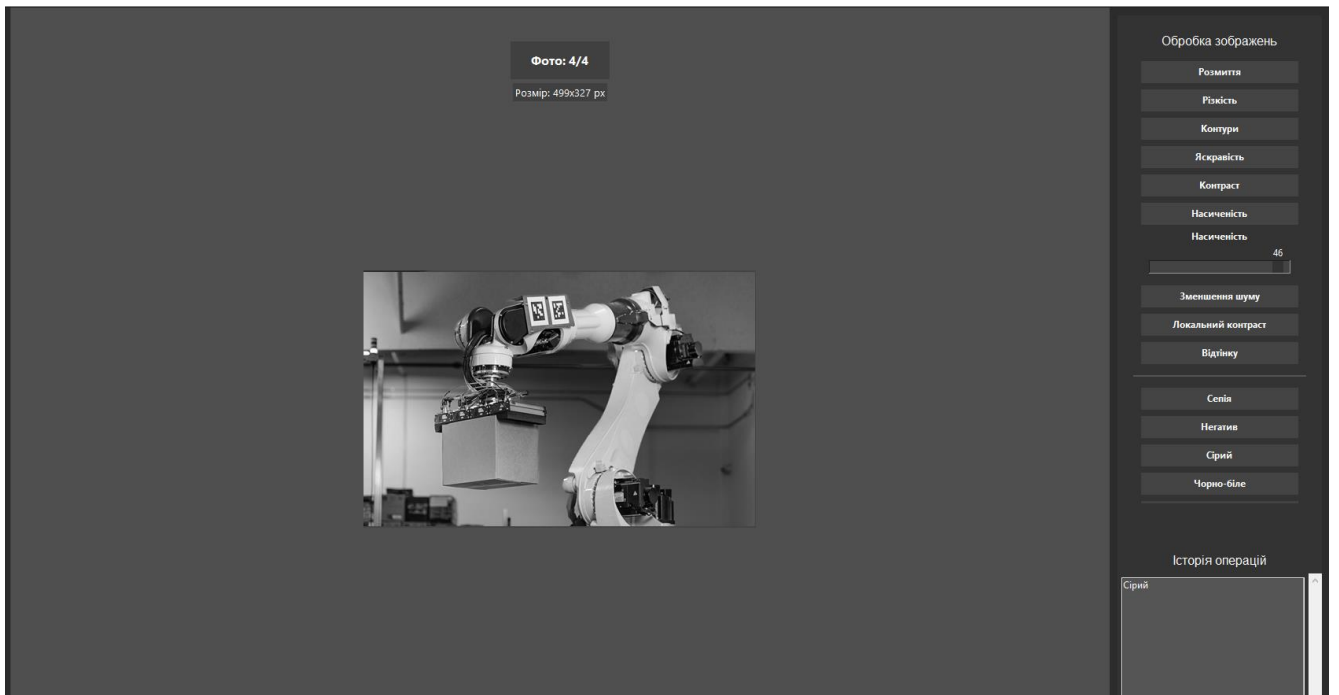 Фото: 4/4
Розмір: 499x327 px
Обробка зображень
Розмиття
Різкість
Контури
Яскравість
Контраст
Насиченість
Насиченість
46
Зменшення шуму
Локальний контраст
Відтінку
Сепія
Негатив
Сірий
Чорно-біле
Історія операцій
Сірий